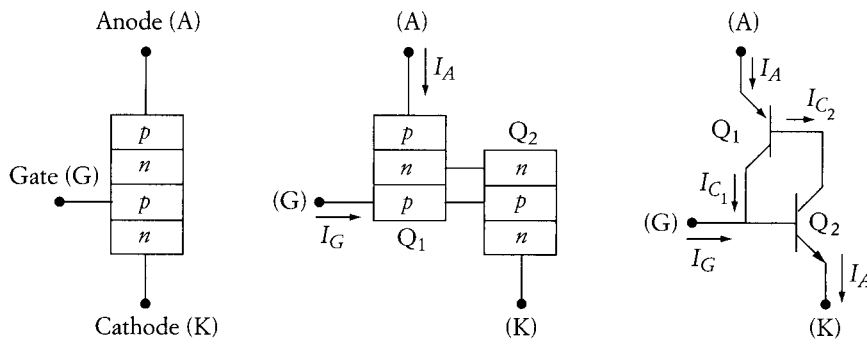 Anode (A)
p
n
p
n
Gate (G)
Cathode (K)
(A)
I_A
p
n
p
Q_1
Q_2
n
p
n
(G)
I_G
(K)
(A)
I_A
Q_1
I_{C_2}
I_{C_1}
Q_2
(G)
I_G
I_A
(K)